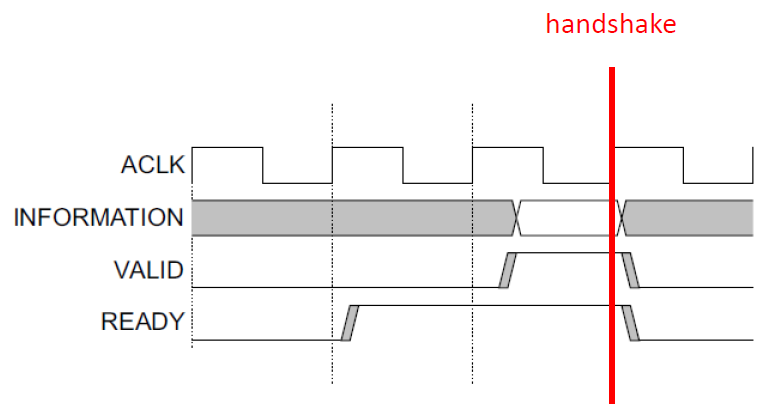 handshake
ACLK
INFORMATION
VALID
READY